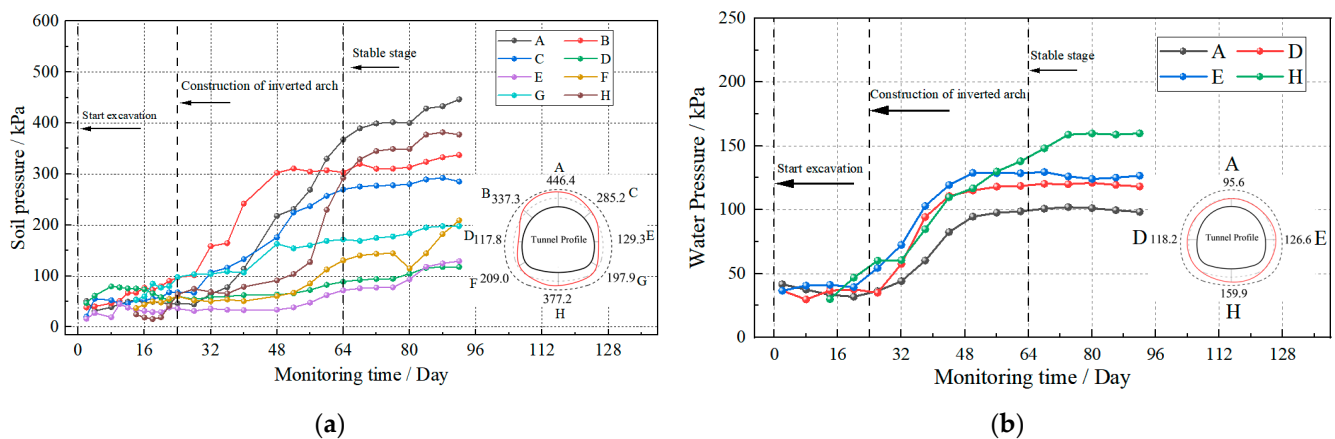 600
500
400
300
200
100
0
Soil pressure / kPa
0 16 32 48 64 80 96 112 128
Monitoring time / Day
Start excavation
Construction of inverted arch
Stable stage
A B
C D
E F
G H
A
446.4
B 337.3
285.2 C
D 117.8
129.3 E
Tunnel Profile
F 209.0
197.9 G
377.2
H
(a)
250
200
150
100
50
0
Water Pressure / kPa
0 16 32 48 64 80 96 112 128
Monitoring time / Day
Start excavation
Construction of inverted arch
Stable stage
A D
E H
A
95.6
D 118.2
Tunnel Profile
126.6 E
159.9
H
(b)